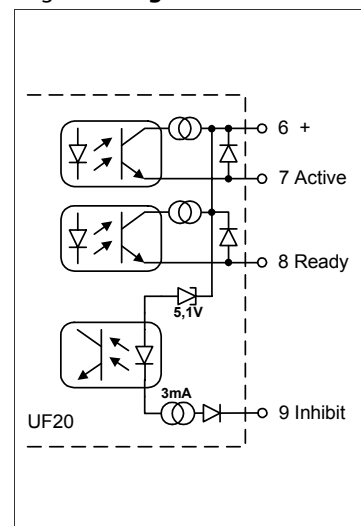 6 +
7 Active
8 Ready
5,1V
3mA
9 Inhibit
UF20